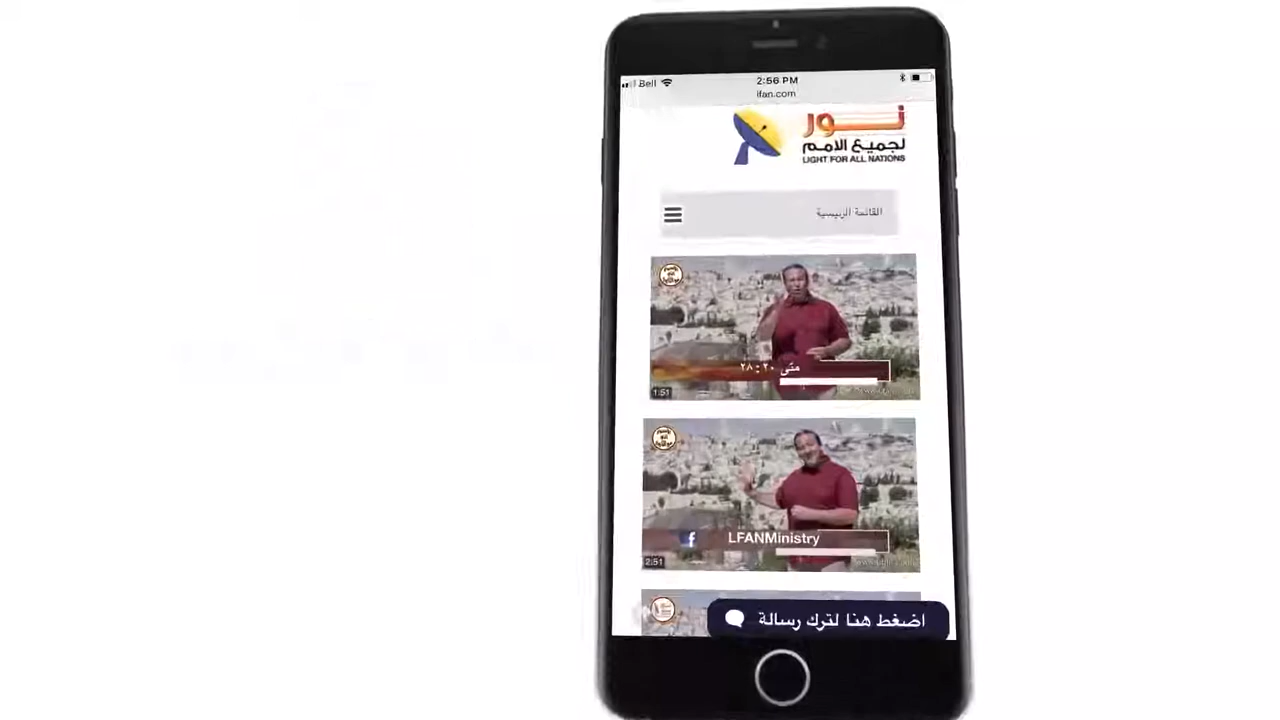 Bell
2:56 PM
lfan.com
نور
لجميع الامم
LIGHT FOR ALL NATIONS
القائمة الرئيسية
متى ٢٠ : ٢٨
1:51
LFANMinistry
2:51
اضغط هنا لترك رسالة